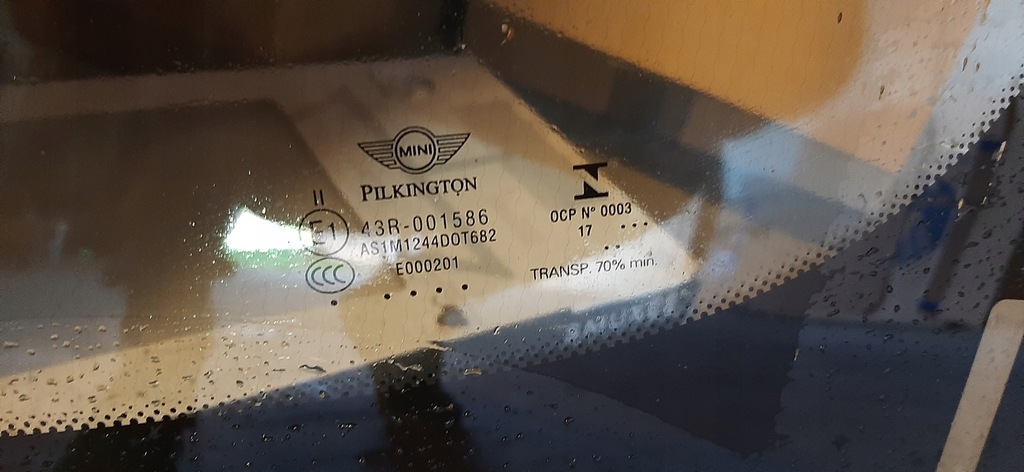 MINI
PILKINGTON
II
E1
43R-001586
AS1M1244DOT682
CCC
E000201
OCP N° 0003
17
TRANSP. 70% min.